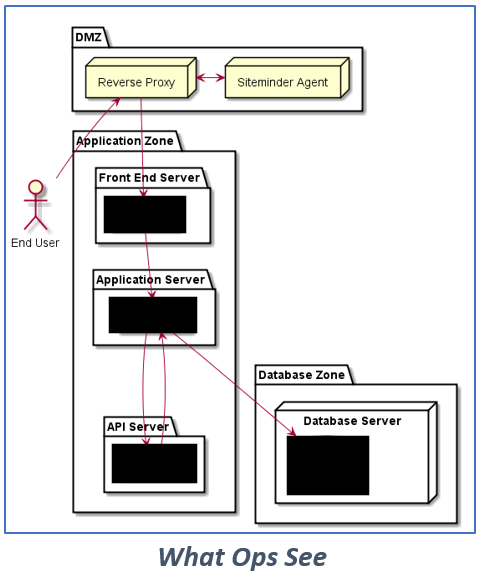 DMZ
Reverse Proxy
Siteminder Agent
Application Zone
Front End Server
End User
Application Server
Database Zone
Database Server
API Server
What Ops See